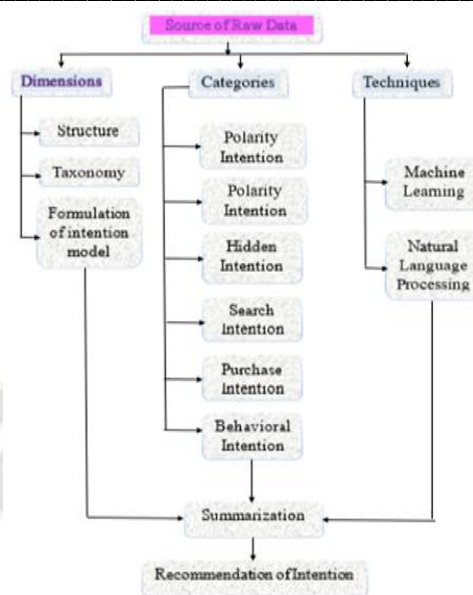 Source of Raw Data
Dimensions
Structure
Taxonomy
Formulation
of intention
model
Categories
Polarity
Intention
Polarity
Intention
Hidden
Intention
Search
Intention
Purchase
Intention
Behavioral
Intention
Techniques
Machine
Learning
Natural
Language
Processing
Summarization
Recommendation of Intention